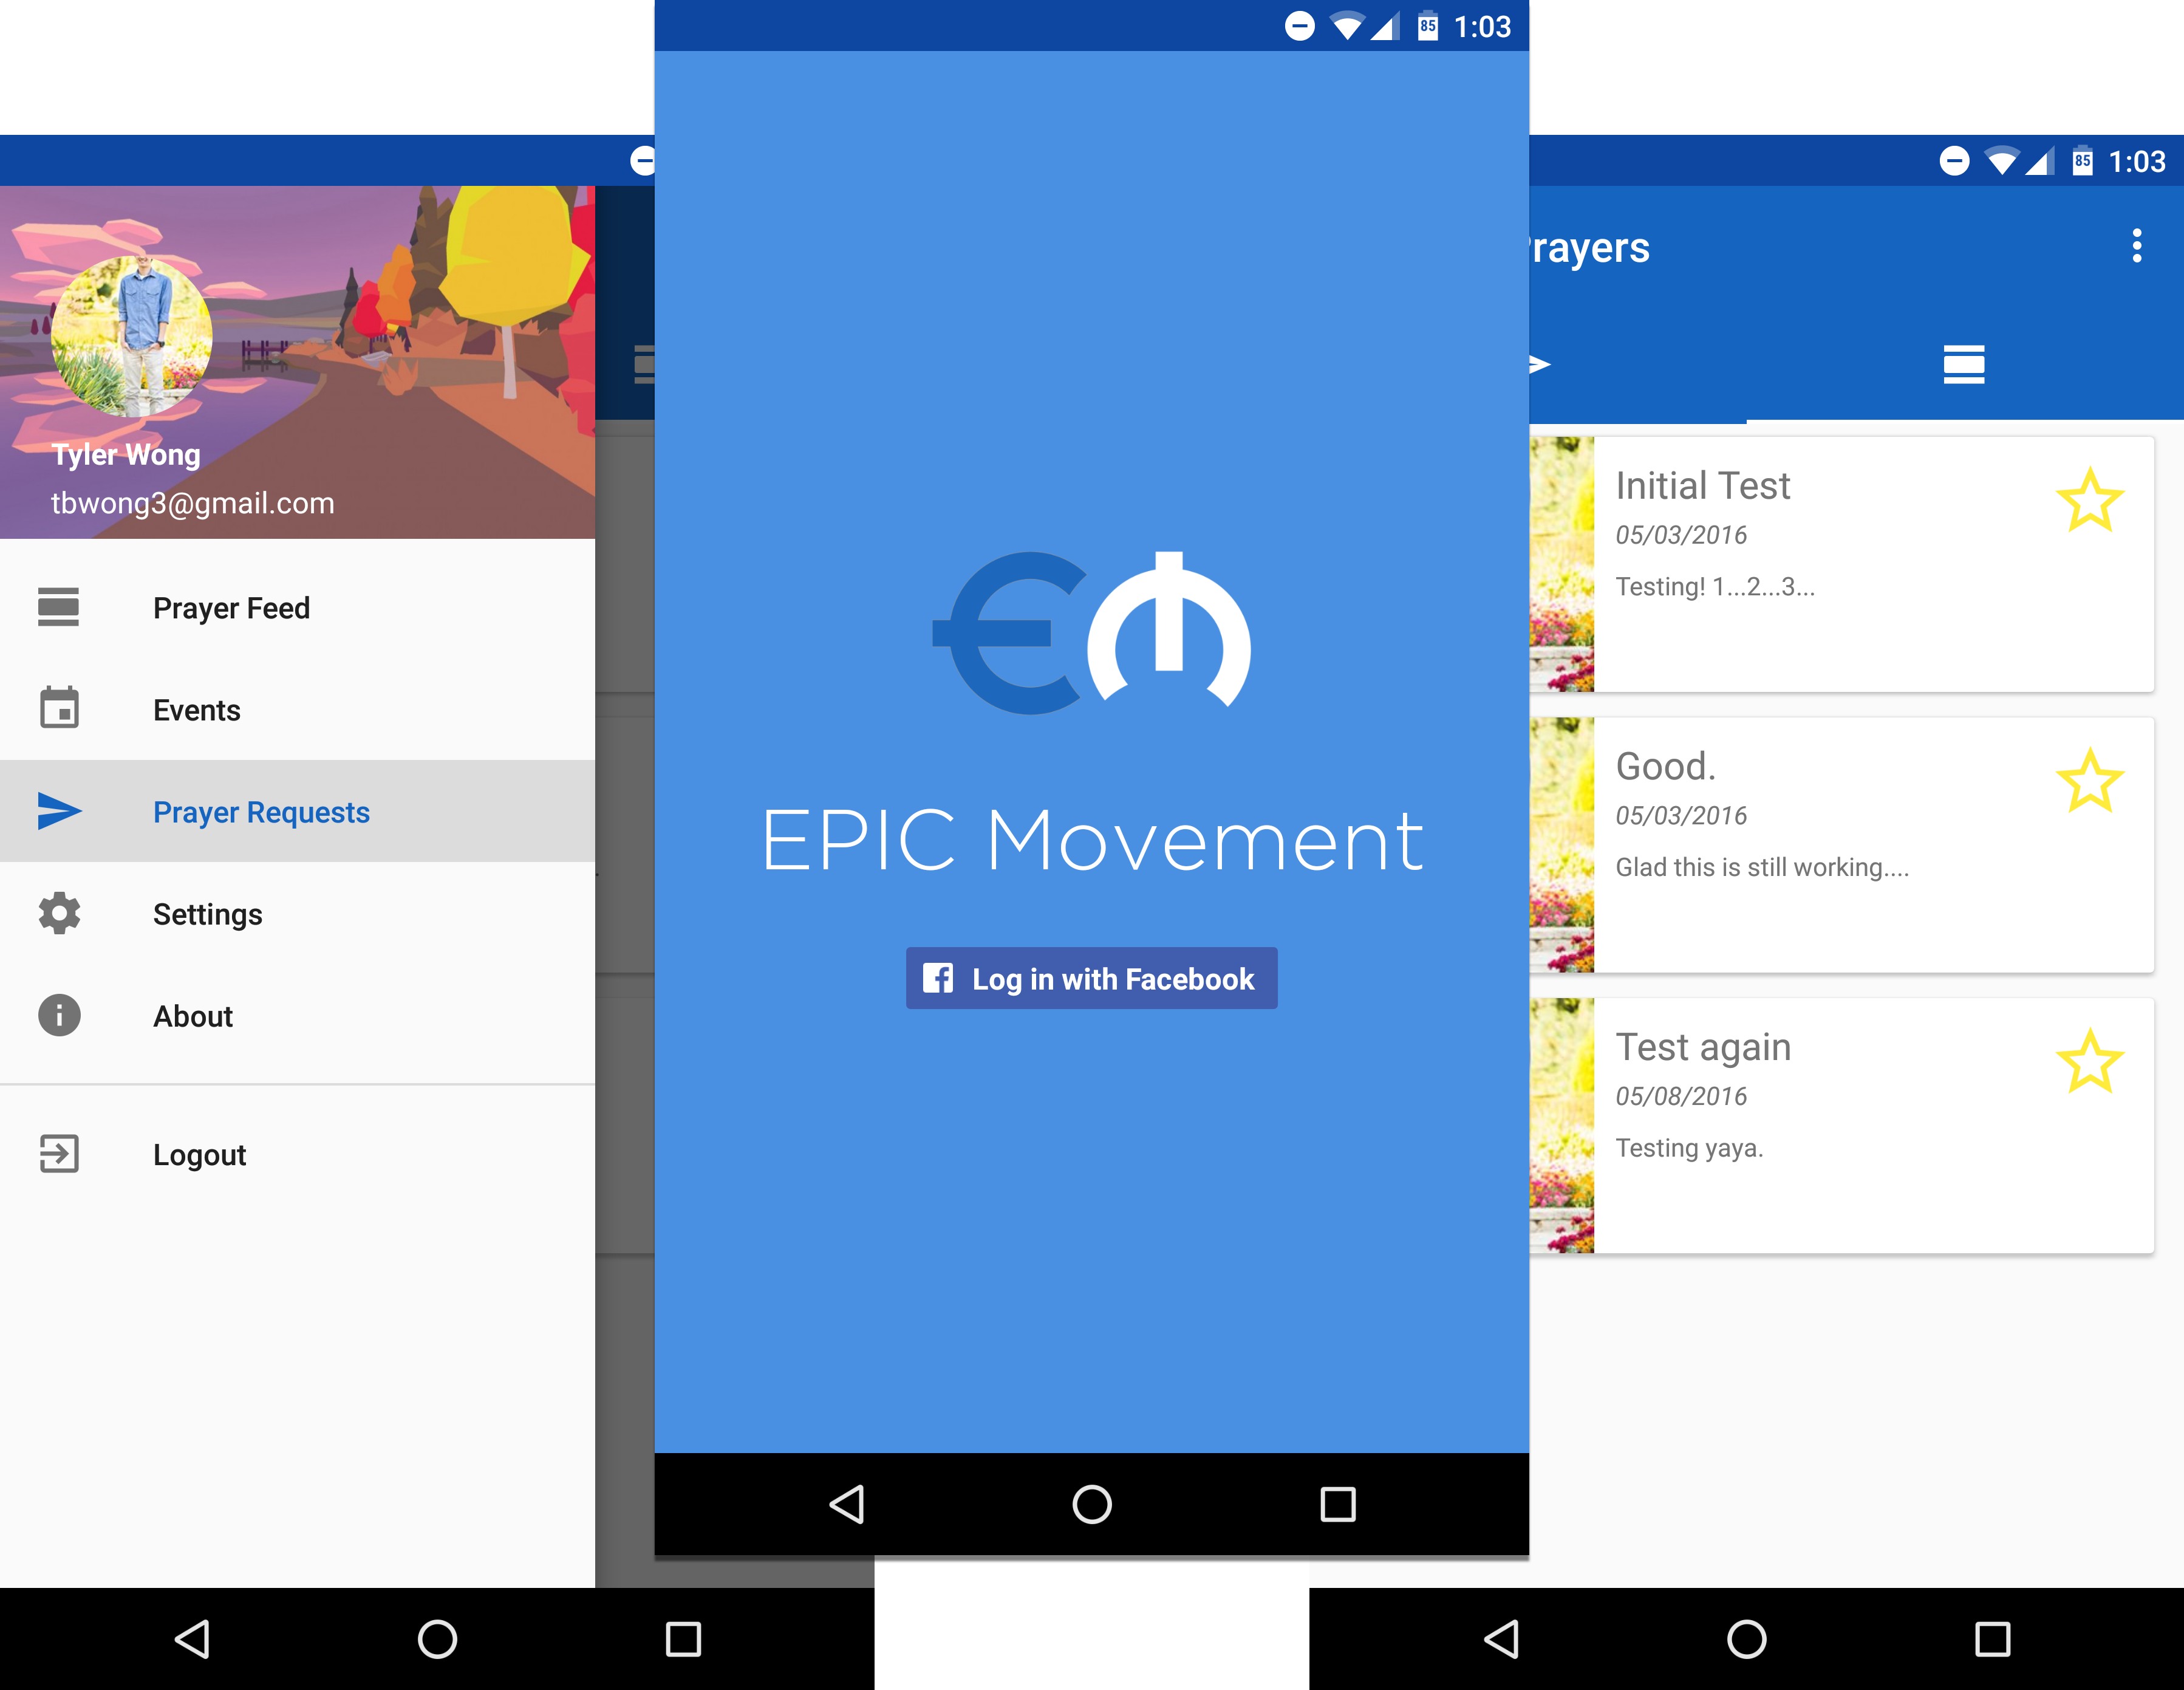 1:03
85
EPIC Movement
Log in with Facebook
Tyler Wong
tbwong3@gmail.com
Prayer Feed
Events
Prayer Requests
Settings
About
Logout
85
1:03
rayers
Initial Test
05/03/2016
Testing! 1...2...3...
Good.
05/03/2016
Glad this is still working....
Test again
05/08/2016
Testing yaya.